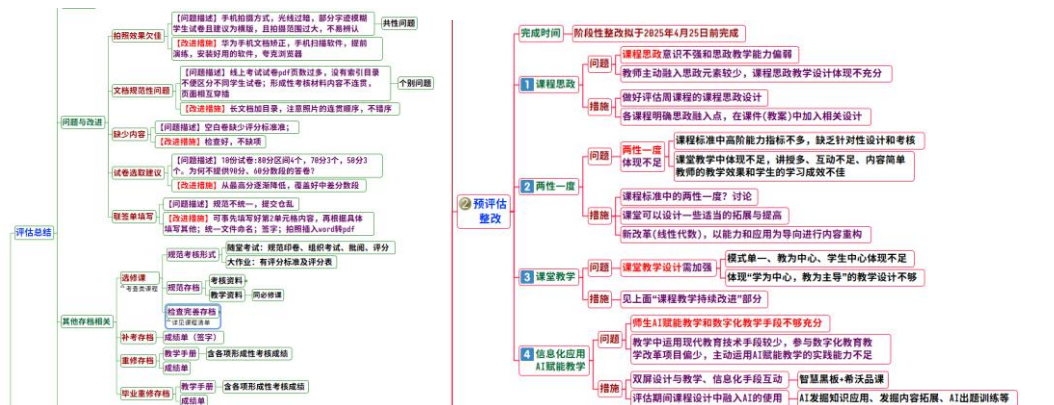 评估总结
问题与改进
拍照效果欠佳
【问题描述】手机拍摄方式，光线过暗，部分字迹模糊
学生试卷且建议为横版，且拍摄范围过大，不易辨认
共性问题
【改进措施】华为手机文档矫正，手机扫描软件，提前
演练，安装好用的软件，夸克浏览器
文档规范性问题
【问题描述】线上考试试卷pdf页数过多，没有索引目录
不便区分不同学生试卷；形成性考核材料内容不连贯，
页面相互穿插
个别问题
【改进措施】长文档加目录，注意照片的连贯顺序，不错序
缺少内容
【问题描述】空白卷缺少评分标准准；
【改进措施】检查好，不缺项
试卷选取建议
【问题描述】10份试卷:80分区间4个，70分3个，50分3
个。为何不提供90分、60分数段的答卷？
【改进措施】从最高分逐渐降低，覆盖好中差分数段
联签单填写
【问题描述】规范不统一，提交仓乱
【改进措施】可事先填写好第2单元格内容，再根据具体
填写其他；统一文件命名；签字；拍照插入word转pdf
其他存档相关
选修课
考查类课程
规范考核形式
随堂考试：规范印卷、组织考试、批阅、评分
大作业：有评分标准及评分表
规范存档
考核资料
教学资料
同必修课
检查完善存档
详见课程清单
补考存档
成绩单（签字）
重修存档
教学手册
含各项形成性考核成绩
成绩单
毕业重修存档
教学手册
含各项形成性考核成绩
成绩单
② 预评估
整改
完成时间
阶段性整改拟于2025年4月25日前完成
1 课程思政
问题
课程思政意识不强和思政教学能力偏弱
教师主动融入思政元素较少，课程思政教学设计体现不充分
措施
做好评估周课程的课程思政设计
各课程明确思政融入点，在课件(教案)中加入相关设计
2 两性一度
问题
两性一度
体现不足
课程标准中高阶能力指标不多，缺乏针对性设计和考核
课堂教学中体现不足，讲授多、互动不足、内容简单
教师的教学效果和学生的学习成效不佳
措施
课程标准中的两性一度？讨论
课堂可以设计一些适当的拓展与提高
新改革(线性代数)，以能力和应用为导向进行内容重构
3 课堂教学
问题
课堂教学设计需加强
模式单一、教为中心、学生中心体现不足
体现“学为中心，教为主导”的教学设计不够
措施
见上面“课程教学持续改进”部分
4 信息化应用
AI赋能教学
问题
师生AI赋能教学和数字化教学手段不够充分
教学中运用现代教育技术手段较少，参与数字化教育教
学改革项目偏少，主动运用AI赋能教学的实践能力不足
措施
双屏设计与教学、信息化手段互动
智慧黑板+希沃品课
评估期间课程设计中融入AI的使用
AI发掘知识应用、发掘内容拓展、AI出题训练等